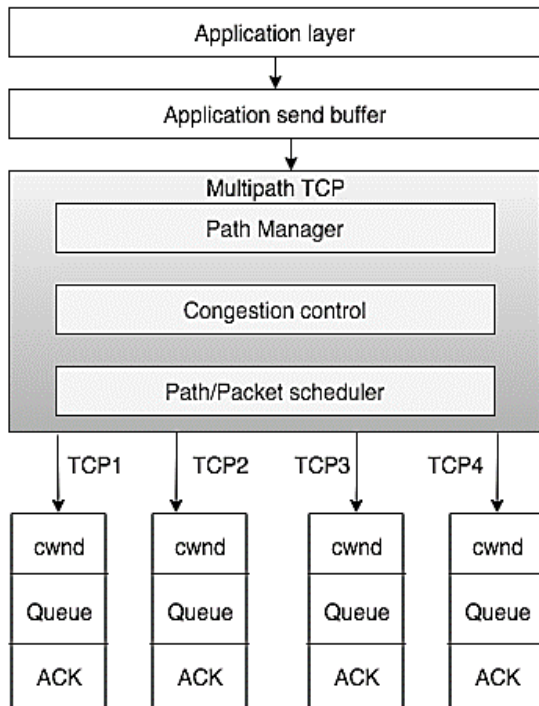 Application layer
Application send buffer
Multipath TCP
Path Manager
Congestion control
Path/Packet scheduler
TCP1 TCP2 TCP3 TCP4
cwnd cwnd cwnd cwnd
Queue Queue Queue Queue
ACK ACK ACK ACK